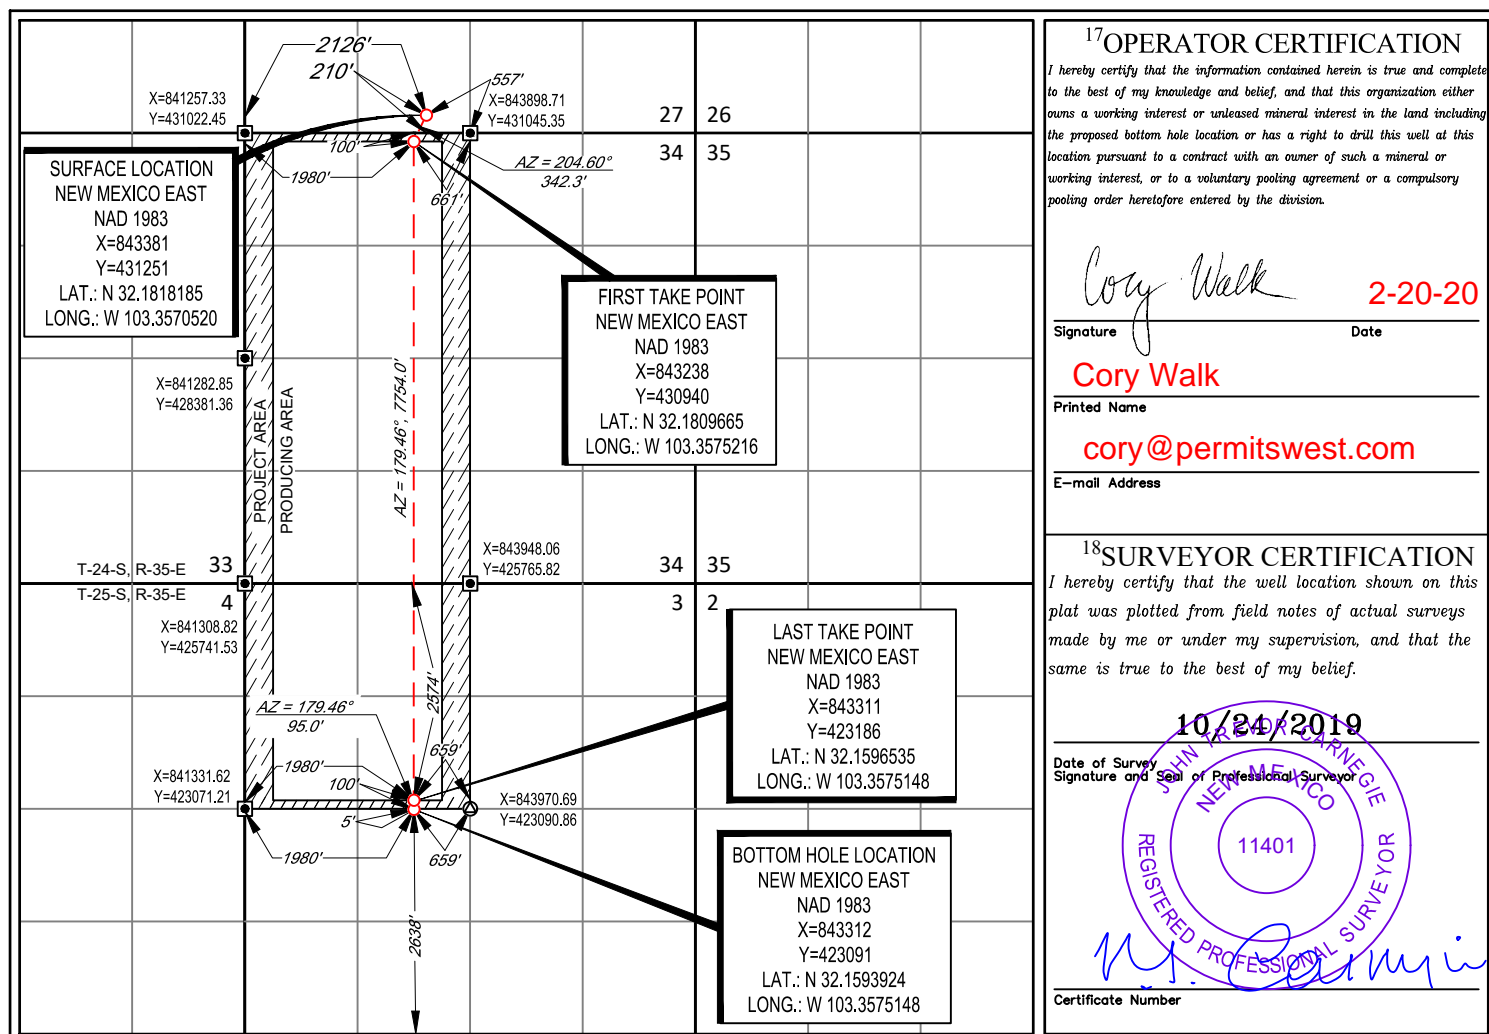 2126'
210'
557'
X=841257.33
Y=431022.45
X=843898.71
Y=431045.35
27 26
34 35
100'
1980'
661'
AZ = 204.60°
342.3'
SURFACE LOCATION
NEW MEXICO EAST
NAD 1983
X=843381
Y=431251
LAT.: N 32.1818185
LONG.: W 103.3570520
FIRST TAKE POINT
NEW MEXICO EAST
NAD 1983
X=843238
Y=430940
LAT.: N 32.1809665
LONG.: W 103.3575216
X=841282.85
Y=428381.36
PROJECT AREA
PRODUCING AREA
AZ = 179.46°, 7754.0'
X=843948.06
Y=425765.82
T-24-S, R-35-E 33
T-25-S, R-35-E 4
34 35
3 2
X=841308.82
Y=425741.53
LAST TAKE POINT
NEW MEXICO EAST
NAD 1983
X=843311
Y=423186
LAT.: N 32.1596535
LONG.: W 103.3575148
AZ = 179.46°
95.0'
2574'
659'
1980'
100'
X=841331.62
Y=423071.21
X=843970.69
Y=423090.86
5'
1980'
659'
BOTTOM HOLE LOCATION
NEW MEXICO EAST
NAD 1983
X=843312
Y=423091
LAT.: N 32.1593924
LONG.: W 103.3575148
2638'
17OPERATOR CERTIFICATION
I hereby certify that the information contained herein is true and complete
to the best of my knowledge and belief, and that this organization either
owns a working interest or unleased mineral interest in the land including
the proposed bottom hole location or has a right to drill this well at this
location pursuant to a contract with an owner of such a mineral or
working interest, or to a voluntary pooling agreement or a compulsory
pooling order heretofore entered by the division.
Cory Walk 2-20-20
Signature Date
Cory Walk
Printed Name
cory@permitswest.com
E-mail Address
18SURVEYOR CERTIFICATION
I hereby certify that the well location shown on this
plat was plotted from field notes of actual surveys
made by me or under my supervision, and that the
same is true to the best of my belief.
10/24/2019
Date of Survey
Signature and Seal of Professional Surveyor
JOHN TREVOR CARNEGIE
NEW MEXICO
11401
REGISTERED PROFESSIONAL SURVEYOR
Certificate Number